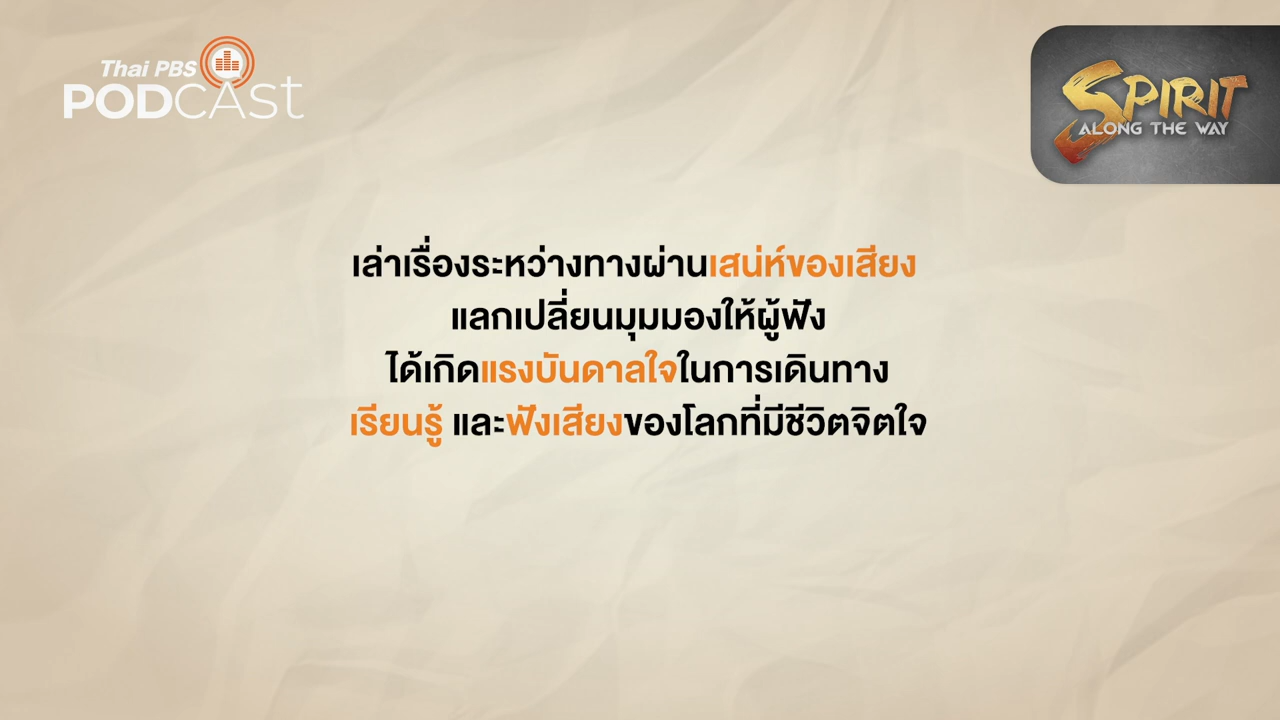 Thai PBS
PODCAST
SPIRIT
ALONG THE WAY
เล่าเรื่องระหว่างทางผ่านเสน่ห์ของเสียง
แลกเปลี่ยนมุมมองให้ผู้ฟัง
ได้เกิดแรงบันดาลใจในการเดินทาง
เรียนรู้ และฟังเสียงของโลกที่มีชีวิตจิตใจ